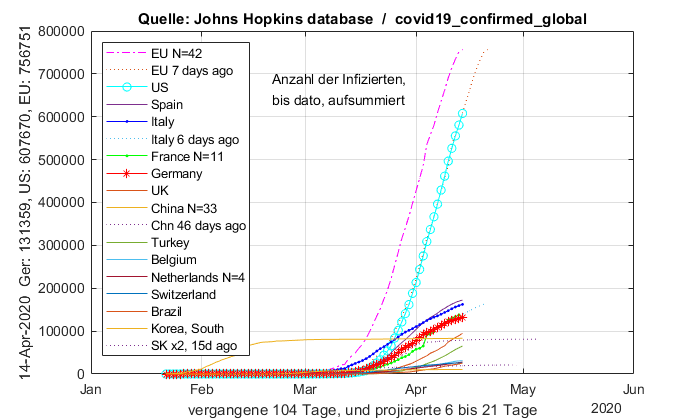 Quelle: Johns Hopkins database / covid19_confirmed_global
14-Apr-2020 Ger: 131359, US: 607670, EU: 756751
800000
700000
600000
500000
400000
300000
200000
100000
0
EU N=42
EU 7 days ago
US
Spain
Italy
Italy 6 days ago
France N=11
Germany
UK
China N=33
Chn 46 days ago
Turkey
Belgium
Netherlands N=4
Switzerland
Brazil
Korea, South
SK x2, 15d ago
Anzahl der Infizierten,
bis dato, aufsummiert
Jan Feb Mar Apr May Jun
vergangene 104 Tage, und projizierte 6 bis 21 Tage
2020